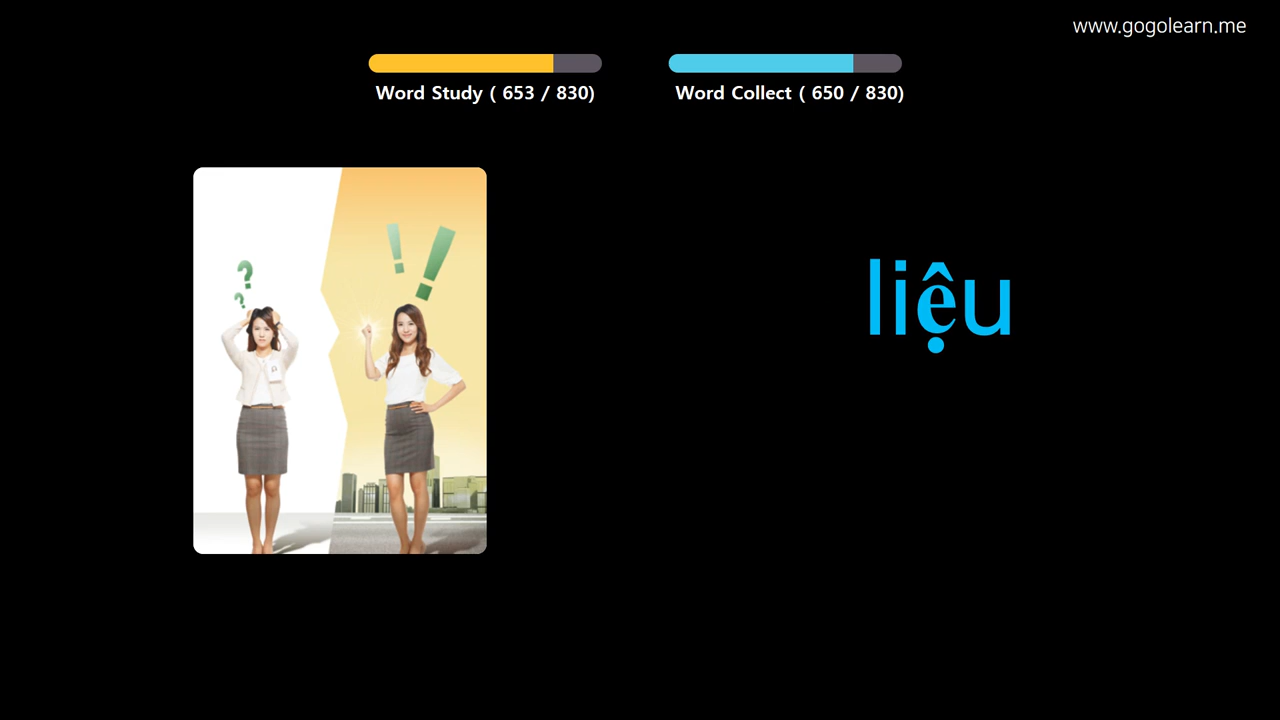 www.gogolearn.me
Word Study ( 653 / 830)
Word Collect ( 650 / 830)
? ?
! !
liệu